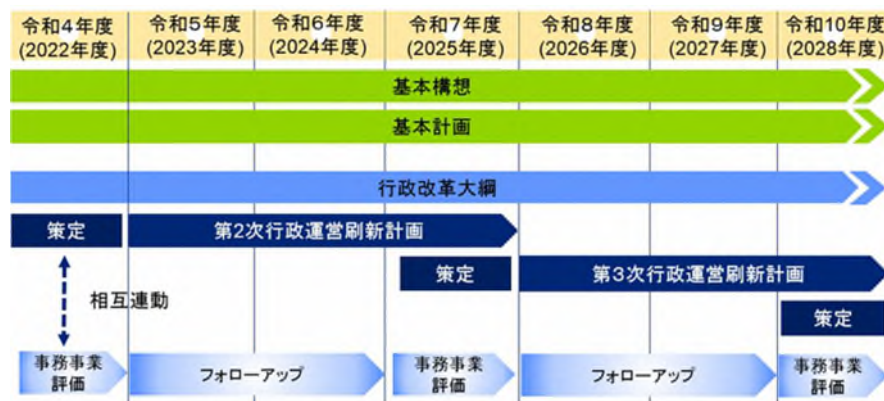 令和4年度 令和5年度 令和6年度 令和7年度 令和8年度 令和9年度 令和10年度
(2022年度) (2023年度) (2024年度) (2025年度) (2026年度) (2027年度) (2028年度)
基本構想
基本計画
行政改革大綱
策定 第2次行政運営刷新計画
策定 第3次行政運営刷新計画
相互連動
策定
事務事業 フォローアップ 事務事業 フォローアップ 事務事業
評価 評価 評価